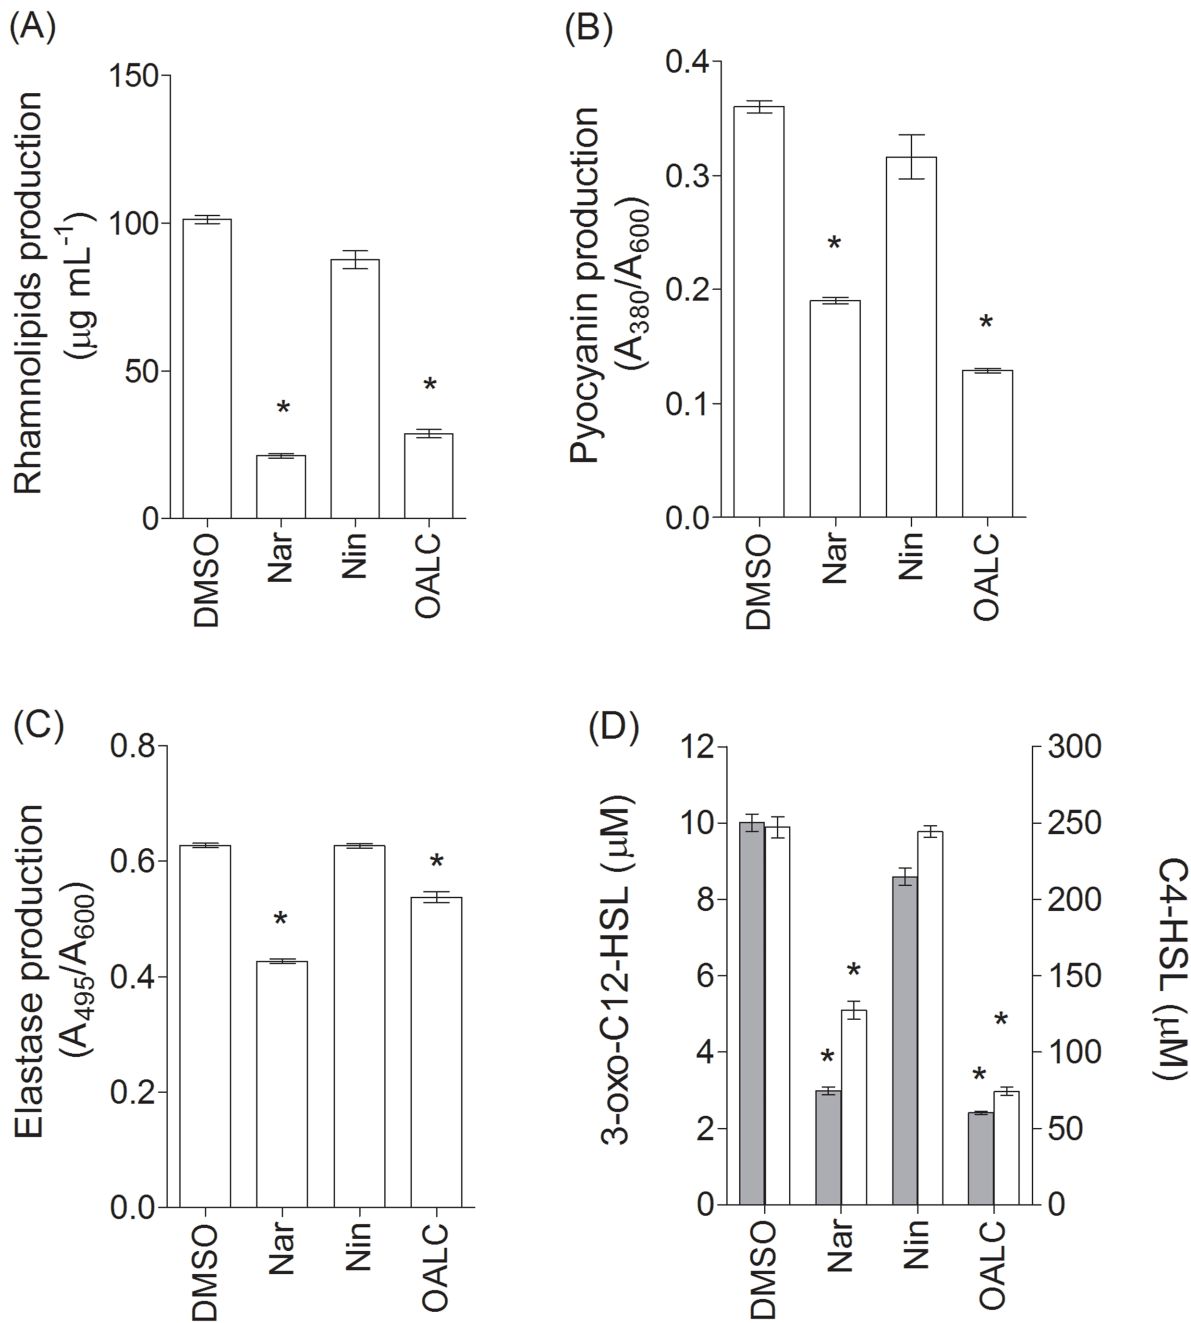 (A)
Rhamnolipids production
(μg mL-1)
150
100
50
0
*
*
DMSO
Nar
Nin
OALC
(B)
Pyocyanin production
(A380/A600)
0.4
0.3
0.2
0.1
0.0
*
*
DMSO
Nar
Nin
OALC
(C)
Elastase production
(A495/A600)
0.8
0.6
0.4
0.2
0.0
*
*
DMSO
Nar
Nin
OALC
(D)
3-oxo-C12-HSL (μM)
12
10
8
6
4
2
0
*
*
*
*
DMSO
Nar
Nin
OALC
300
250
200
150
100
50
0
C4-HSL (μM)